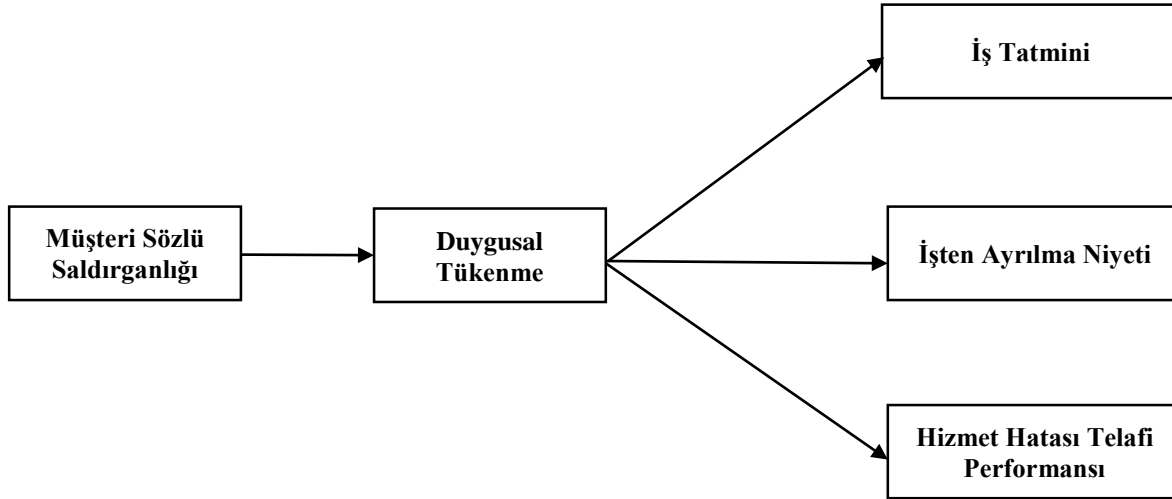 İş Tatmini
Müşteri Sözlü
Saldırganlığı
Duygusal
Tükenme
İşten Ayrılma Niyeti
Hizmet Hatası Telafi
Performansı